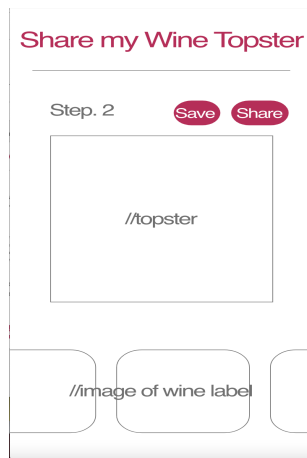 Share my Wine Topster
Step. 2
Save
Share
//topster
//image of wine label